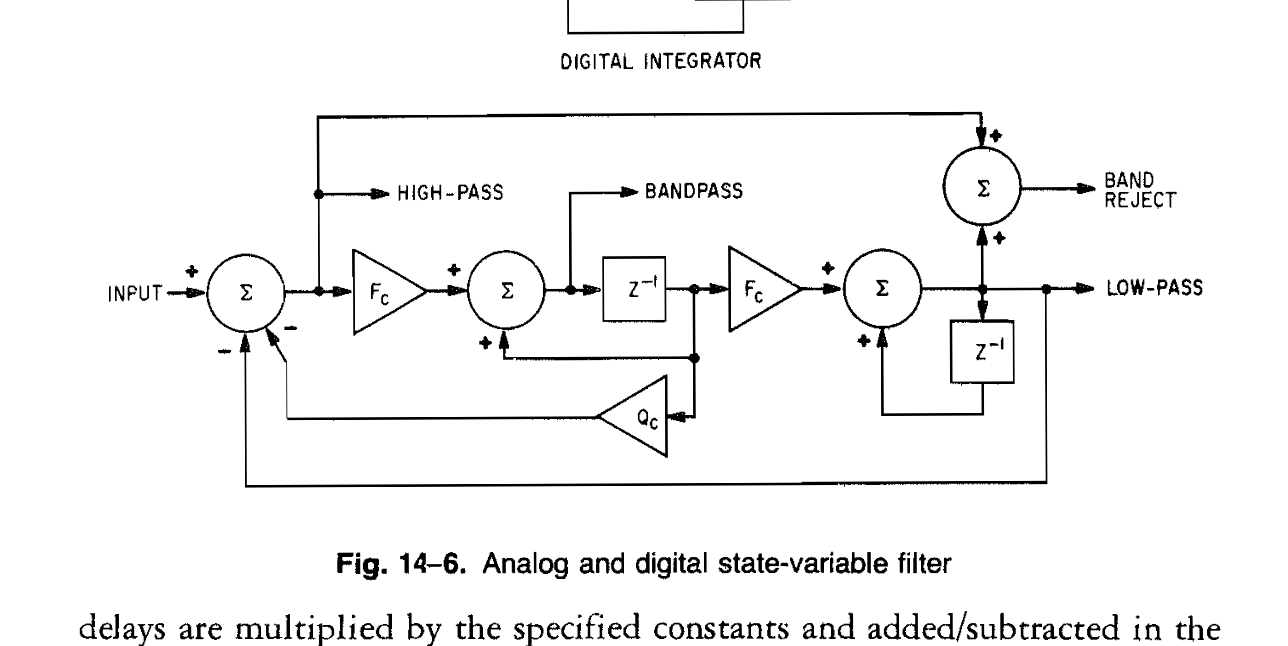 DIGITAL INTEGRATOR
+
HIGH-PASS
BANDPASS
Σ
BAND
REJECT
+
+
INPUT
Σ
F_C
+
Σ
Z⁻¹
F_C
+
Σ
LOW-PASS
−
−
+
+
Z⁻¹
Q_C
Fig. 14–6. Analog and digital state-variable filter
delays are multiplied by the specified constants and added/subtracted in the